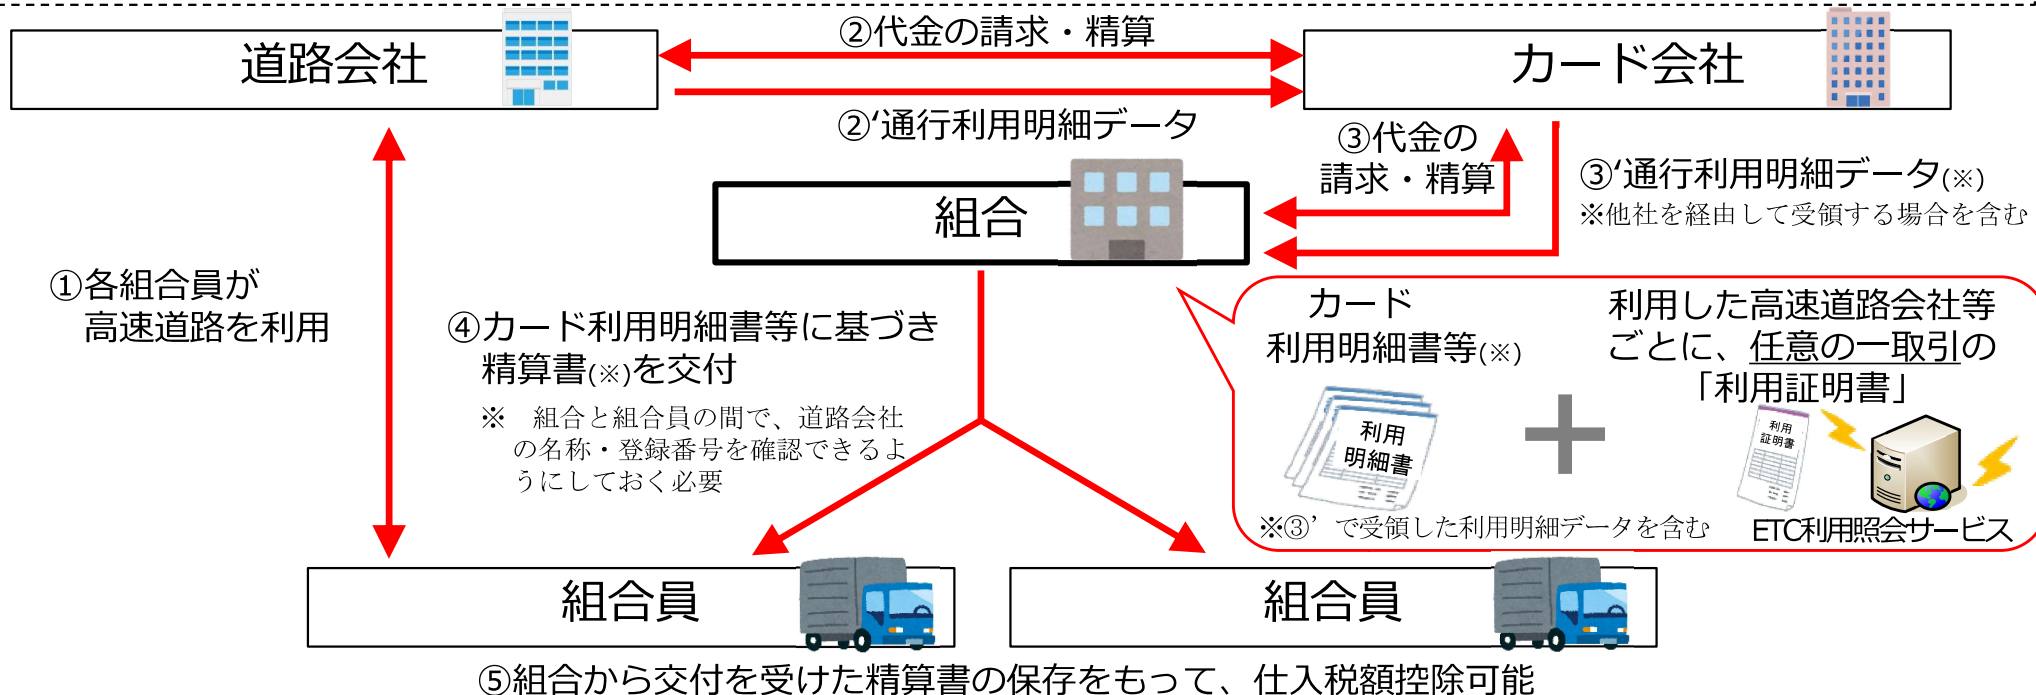 道路会社
②代金の請求・精算
カード会社
②‘通行利用明細データ
③代金の
請求・精算
③‘通行利用明細データ(※)
※他社を経由して受領する場合を含む
組合
①各組合員が
高速道路を利用
④カード利用明細書等に基づき
精算書(※)を交付
※　組合と組合員の間で、道路会社
の名称・登録番号を確認できるよ
うにしておく必要
カード
利用明細書等(※)
利用した高速道路会社等
ごとに、任意の一取引の
「利用証明書」
利用
明細書
利用
証明書
※③’で受領した利用明細データを含む
ETC利用照会サービス
組合員
組合員
⑤組合から交付を受けた精算書の保存をもって、仕入税額控除可能